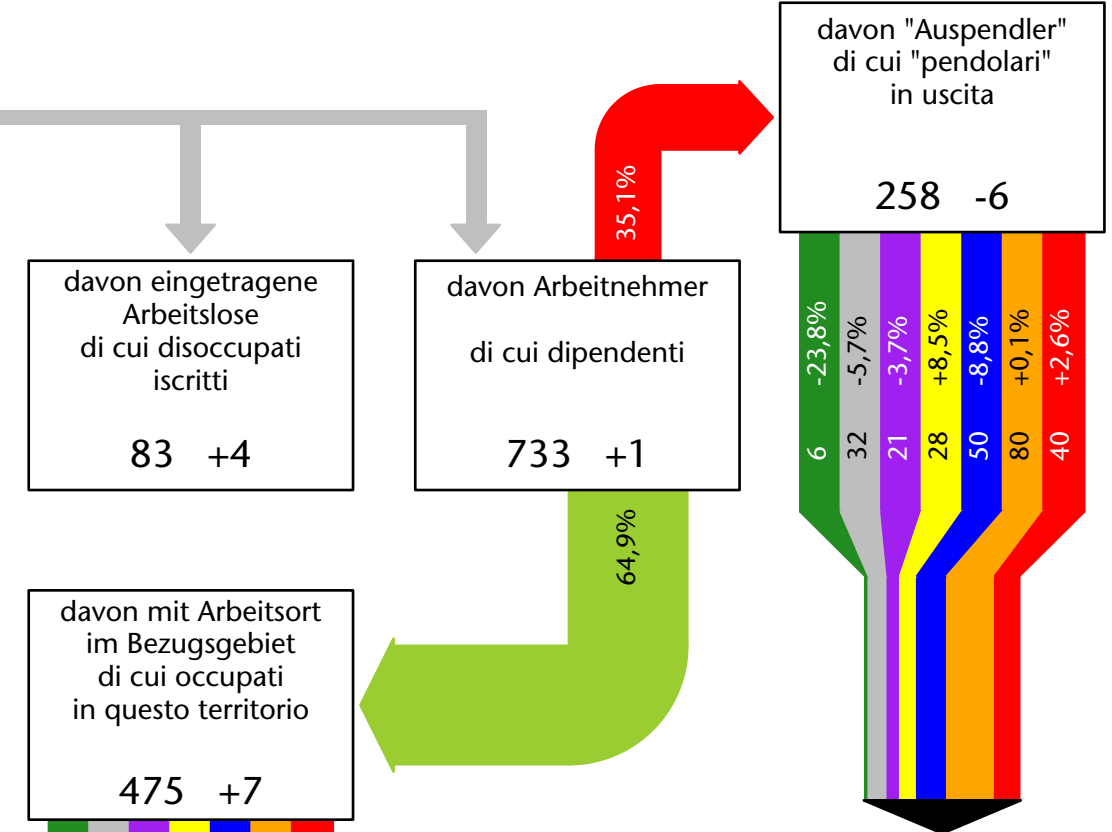 davon "Auspendler"
di cui "pendolari"
in uscita
258 -6
35,1%
davon eingetragene
Arbeitslose
di cui disoccupati
iscritti
83 +4
davon Arbeitnehmer
di cui dipendenti
733 +1
6 -23,8%
32 -5,7%
21 -3,7%
28 +8,5%
50 -8,8%
80 +0,1%
40 +2,6%
64,9%
davon mit Arbeitsort
im Bezugsgebiet
di cui occupati
in questo territorio
475 +7